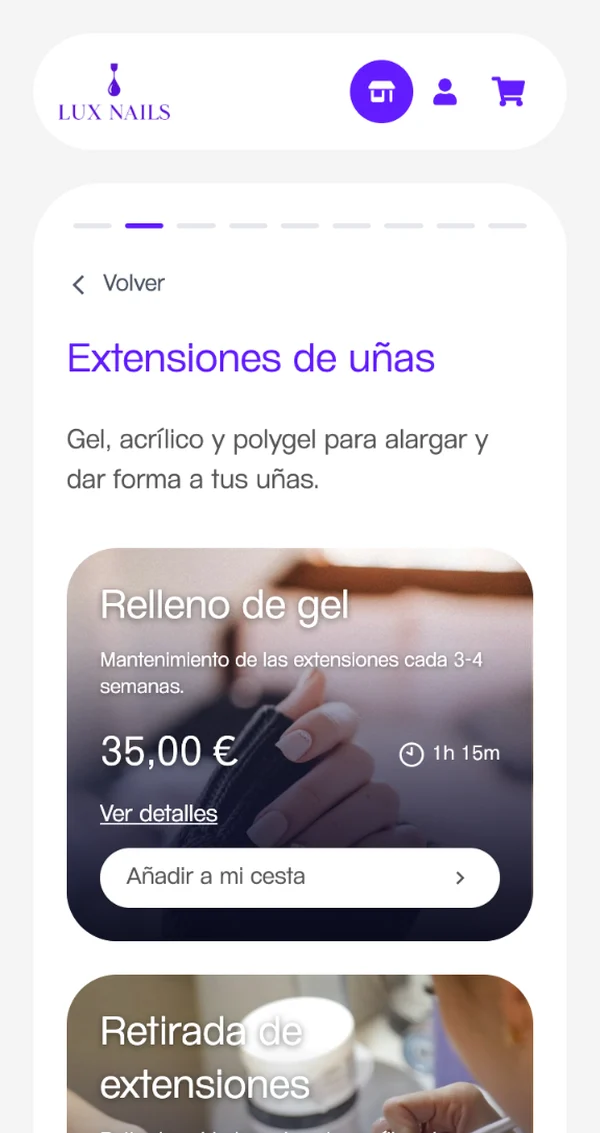 LUX NAILS
Volver
Extensiones de uñas
Gel, acrílico y polygel para alargar y
dar forma a tus uñas.
Relleno de gel
Mantenimiento de las extensiones cada 3-4
semanas.
35,00 €
1h 15m
Ver detalles
Añadir a mi cesta
Retirada de
extensiones